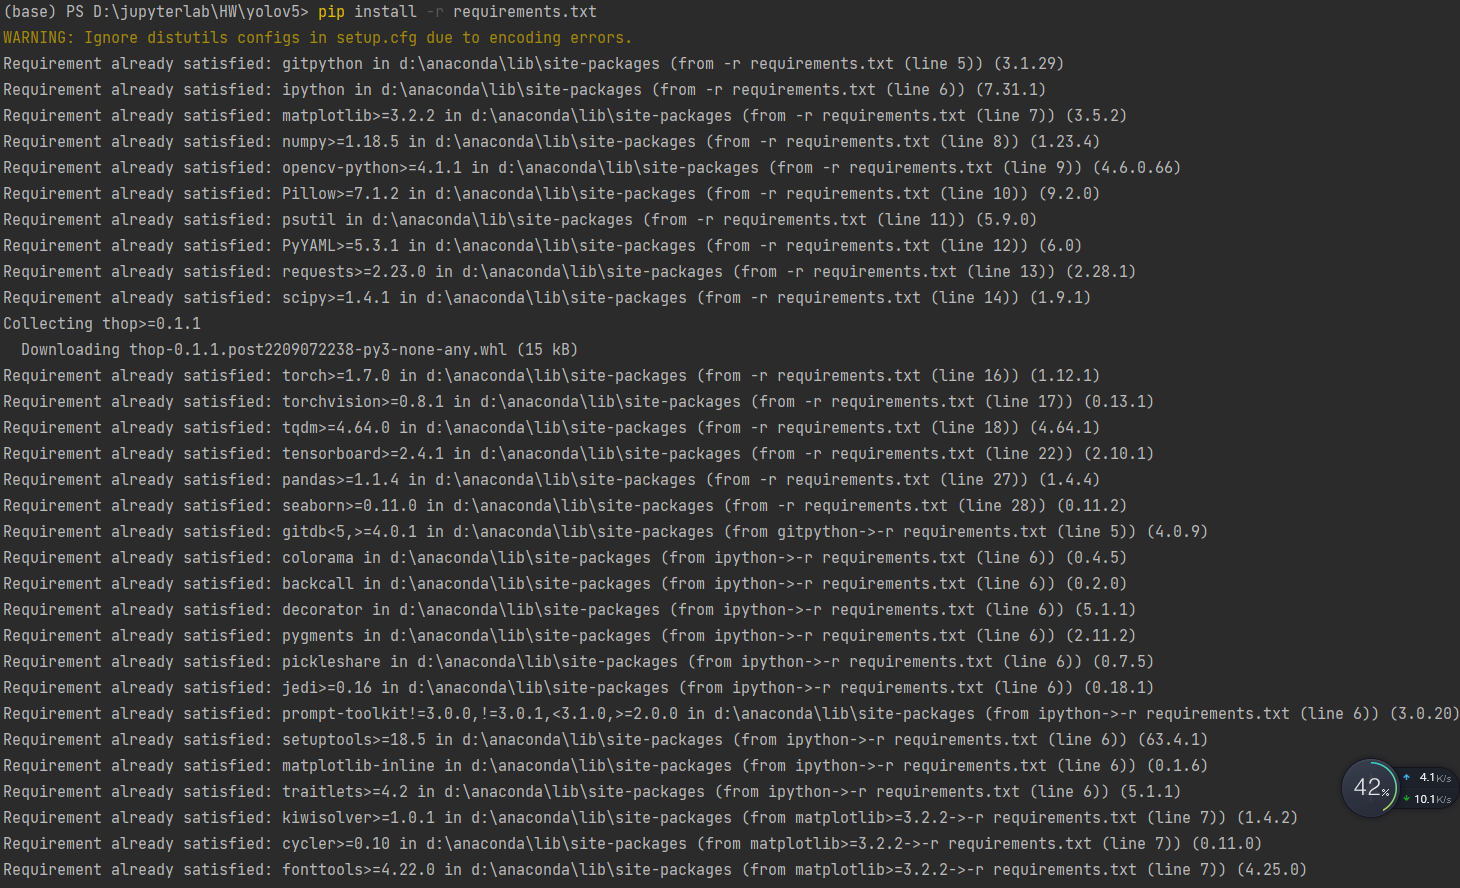 (base) PS D:\jupyterlab\HW\yolov5> pip install -r requirements.txt
WARNING: Ignore distutils configs in setup.cfg due to encoding errors.
Requirement already satisfied: gitpython in d:\anaconda\lib\site-packages (from -r requirements.txt (line 5)) (3.1.29)
Requirement already satisfied: ipython in d:\anaconda\lib\site-packages (from -r requirements.txt (line 6)) (7.31.1)
Requirement already satisfied: matplotlib>=3.2.2 in d:\anaconda\lib\site-packages (from -r requirements.txt (line 7)) (3.5.2)
Requirement already satisfied: numpy>=1.18.5 in d:\anaconda\lib\site-packages (from -r requirements.txt (line 8)) (1.23.4)
Requirement already satisfied: opencv-python>=4.1.1 in d:\anaconda\lib\site-packages (from -r requirements.txt (line 9)) (4.6.0.66)
Requirement already satisfied: Pillow>=7.1.2 in d:\anaconda\lib\site-packages (from -r requirements.txt (line 10)) (9.2.0)
Requirement already satisfied: psutil in d:\anaconda\lib\site-packages (from -r requirements.txt (line 11)) (5.9.0)
Requirement already satisfied: PyYAML>=5.3.1 in d:\anaconda\lib\site-packages (from -r requirements.txt (line 12)) (6.0)
Requirement already satisfied: requests>=2.23.0 in d:\anaconda\lib\site-packages (from -r requirements.txt (line 13)) (2.28.1)
Requirement already satisfied: scipy>=1.4.1 in d:\anaconda\lib\site-packages (from -r requirements.txt (line 14)) (1.9.1)
Collecting thop>=0.1.1
  Downloading thop-0.1.1.post2209072238-py3-none-any.whl (15 kB)
Requirement already satisfied: torch>=1.7.0 in d:\anaconda\lib\site-packages (from -r requirements.txt (line 16)) (1.12.1)
Requirement already satisfied: torchvision>=0.8.1 in d:\anaconda\lib\site-packages (from -r requirements.txt (line 17)) (0.13.1)
Requirement already satisfied: tqdm>=4.64.0 in d:\anaconda\lib\site-packages (from -r requirements.txt (line 18)) (4.64.1)
Requirement already satisfied: tensorboard>=2.4.1 in d:\anaconda\lib\site-packages (from -r requirements.txt (line 22)) (2.10.1)
Requirement already satisfied: pandas>=1.1.4 in d:\anaconda\lib\site-packages (from -r requirements.txt (line 27)) (1.4.4)
Requirement already satisfied: seaborn>=0.11.0 in d:\anaconda\lib\site-packages (from -r requirements.txt (line 28)) (0.11.2)
Requirement already satisfied: gitdb<5,>=4.0.1 in d:\anaconda\lib\site-packages (from gitpython->-r requirements.txt (line 5)) (4.0.9)
Requirement already satisfied: colorama in d:\anaconda\lib\site-packages (from ipython->-r requirements.txt (line 6)) (0.4.5)
Requirement already satisfied: backcall in d:\anaconda\lib\site-packages (from ipython->-r requirements.txt (line 6)) (0.2.0)
Requirement already satisfied: decorator in d:\anaconda\lib\site-packages (from ipython->-r requirements.txt (line 6)) (5.1.1)
Requirement already satisfied: pygments in d:\anaconda\lib\site-packages (from ipython->-r requirements.txt (line 6)) (2.11.2)
Requirement already satisfied: pickleshare in d:\anaconda\lib\site-packages (from ipython->-r requirements.txt (line 6)) (0.7.5)
Requirement already satisfied: jedi>=0.16 in d:\anaconda\lib\site-packages (from ipython->-r requirements.txt (line 6)) (0.18.1)
Requirement already satisfied: prompt-toolkit!=3.0.0,!=3.0.1,<3.1.0,>=2.0.0 in d:\anaconda\lib\site-packages (from ipython->-r requirements.txt (line 6)) (3.0.20)
Requirement already satisfied: setuptools>=18.5 in d:\anaconda\lib\site-packages (from ipython->-r requirements.txt (line 6)) (63.4.1)
Requirement already satisfied: matplotlib-inline in d:\anaconda\lib\site-packages (from ipython->-r requirements.txt (line 6)) (0.1.6)
Requirement already satisfied: traitlets>=4.2 in d:\anaconda\lib\site-packages (from ipython->-r requirements.txt (line 6)) (5.1.1)
Requirement already satisfied: kiwisolver>=1.0.1 in d:\anaconda\lib\site-packages (from matplotlib>=3.2.2->-r requirements.txt (line 7)) (1.4.2)
Requirement already satisfied: cycler>=0.10 in d:\anaconda\lib\site-packages (from matplotlib>=3.2.2->-r requirements.txt (line 7)) (0.11.0)
Requirement already satisfied: fonttools>=4.22.0 in d:\anaconda\lib\site-packages (from matplotlib>=3.2.2->-r requirements.txt (line 7)) (4.25.0)
42%
4.1K/s
10.1K/s